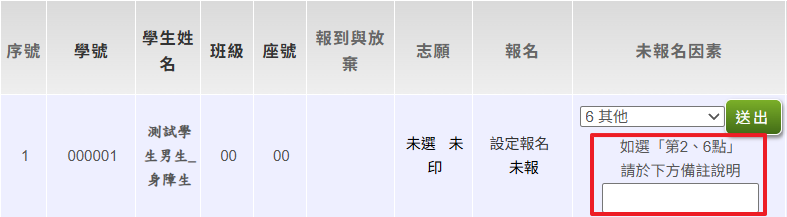 序號 學號 學生姓名 班級 座號 報到與放棄 志願 報名 未報名因素
1 000001 測試學生男生_身障生 00 00 未選 未印 設定報名 未報 6 其他 送出
如選「第2、6點」
請於下方備註說明